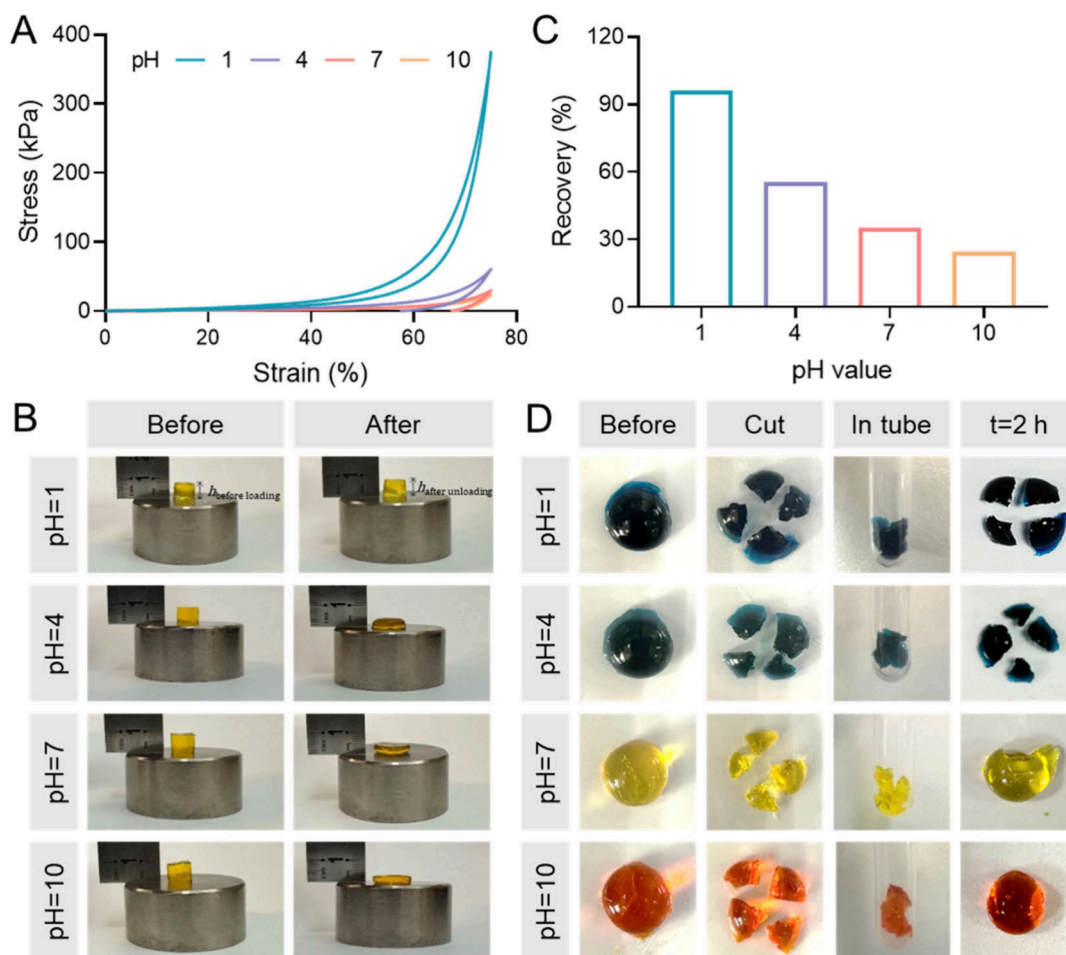 A
400
300
200
100
0
Stress (kPa)
pH 1 4 7 10
0 20 40 60 80
Strain (%)
C
120
90
60
30
0
Recovery (%)
1 4 7 10
pH value
B
Before After
pH=1
h before loading
h after unloading
pH=4
pH=7
pH=10
D
Before Cut In tube t=2 h
pH=1
pH=4
pH=7
pH=10